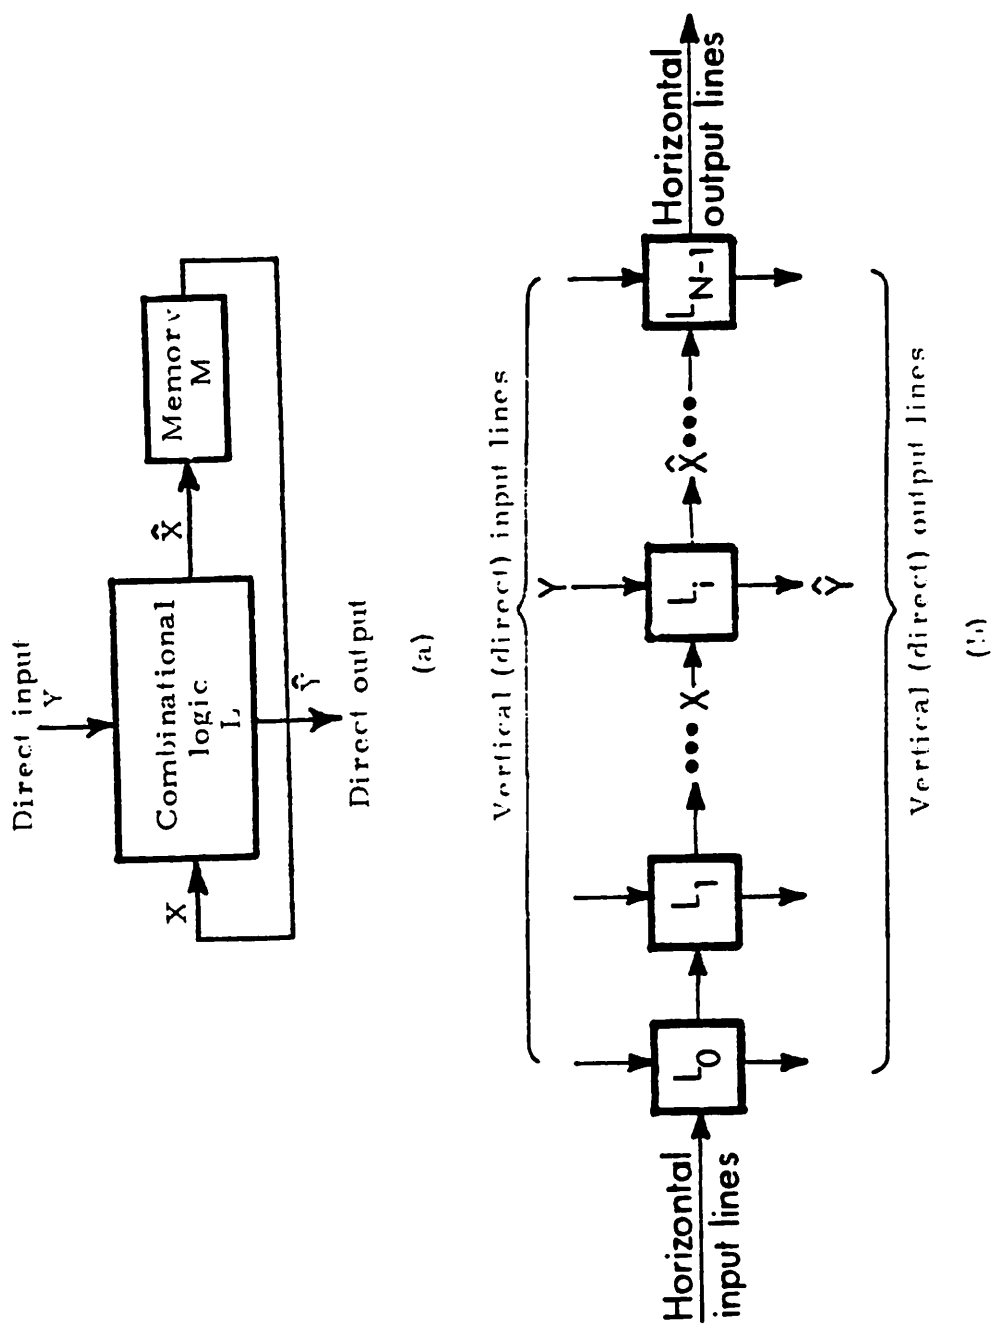 Direct input
Y
X
Combinational
logic
L
X̂
Memory
M
Ŷ
Direct output
(a)
Vertical (direct) input lines
Y
Horizontal
input lines
L0
L1
X
Li
X̂
LN-1
Horizontal
output lines
Ŷ
Vertical (direct) output lines
(b)